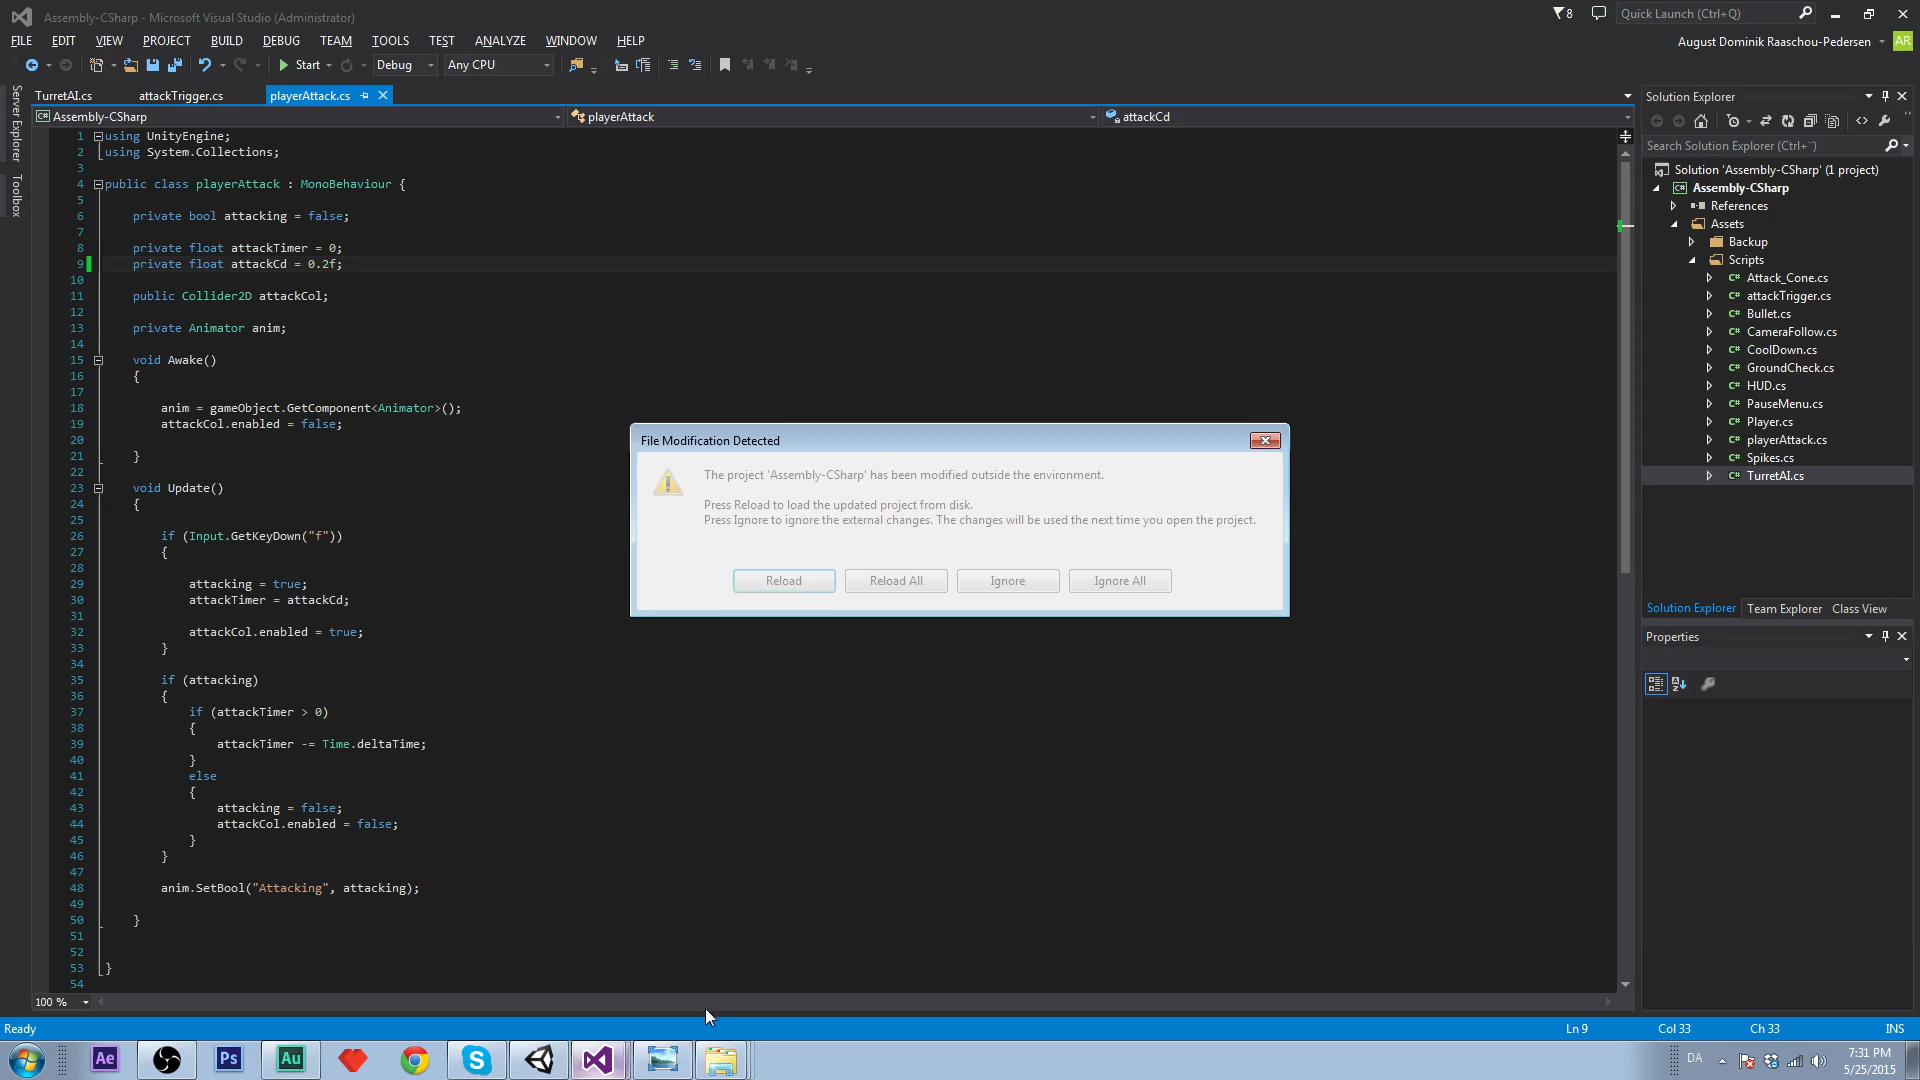 Assembly-CSharp - Microsoft Visual Studio (Administrator)
8
Quick Launch (Ctrl+Q)
FILE EDIT VIEW PROJECT BUILD DEBUG TEAM TOOLS TEST ANALYZE WINDOW HELP
August Dominik Raaschou-Pedersen AR
Start Debug Any CPU
Server Explorer
Toolbox
TurretAI.cs attackTrigger.cs playerAttack.cs
Assembly-CSharp playerAttack attackCd
1 using UnityEngine;
2 using System.Collections;
3
4 public class playerAttack : MonoBehaviour {
5
6 private bool attacking = false;
7
8 private float attackTimer = 0;
9 private float attackCd = 0.2f;
10
11 public Collider2D attackCol;
12
13 private Animator anim;
14
15 void Awake()
16 {
17
18 anim = gameObject.GetComponent<Animator>();
19 attackCol.enabled = false;
20
21 }
22
23 void Update()
24 {
25
26 if (Input.GetKeyDown("f"))
27 {
28
29 attacking = true;
30 attackTimer = attackCd;
31
32 attackCol.enabled = true;
33 }
34
35 if (attacking)
36 {
37 if (attackTimer > 0)
38 {
39 attackTimer -= Time.deltaTime;
40 }
41 else
42 {
43 attacking = false;
44 attackCol.enabled = false;
45 }
46 }
47
48 anim.SetBool("Attacking", attacking);
49
50 }
51
52
53 }
54
100 %
File Modification Detected
The project 'Assembly-CSharp' has been modified outside the environment.
Press Reload to load the updated project from disk.
Press Ignore to ignore the external changes. The changes will be used the next time you open the project.
Reload Reload All Ignore Ignore All
Solution Explorer
Search Solution Explorer (Ctrl+¨)
Solution 'Assembly-CSharp' (1 project)
C# Assembly-CSharp
References
Assets
Backup
Scripts
C# Attack_Cone.cs
C# attackTrigger.cs
C# Bullet.cs
C# CameraFollow.cs
C# CoolDown.cs
C# GroundCheck.cs
C# HUD.cs
C# PauseMenu.cs
C# Player.cs
C# playerAttack.cs
C# Spikes.cs
C# TurretAI.cs
Solution Explorer Team Explorer Class View
Properties
Ready Ln 9 Col 33 Ch 33 INS
Ae Ps Au S
DA
7:31 PM
5/25/2015